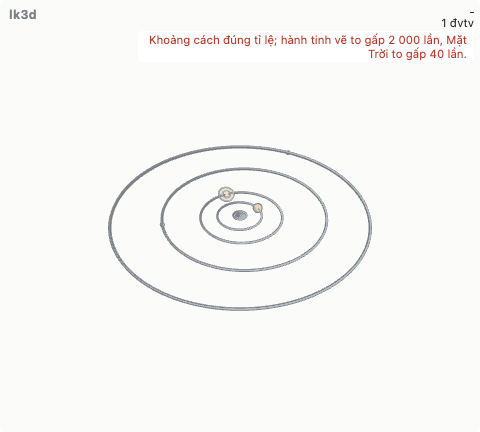 lk3d
1 đvtv
Khoảng cách đúng tỉ lệ; hành tinh vẽ to gấp 2 000 lần, Mặt
Trời to gấp 40 lần.